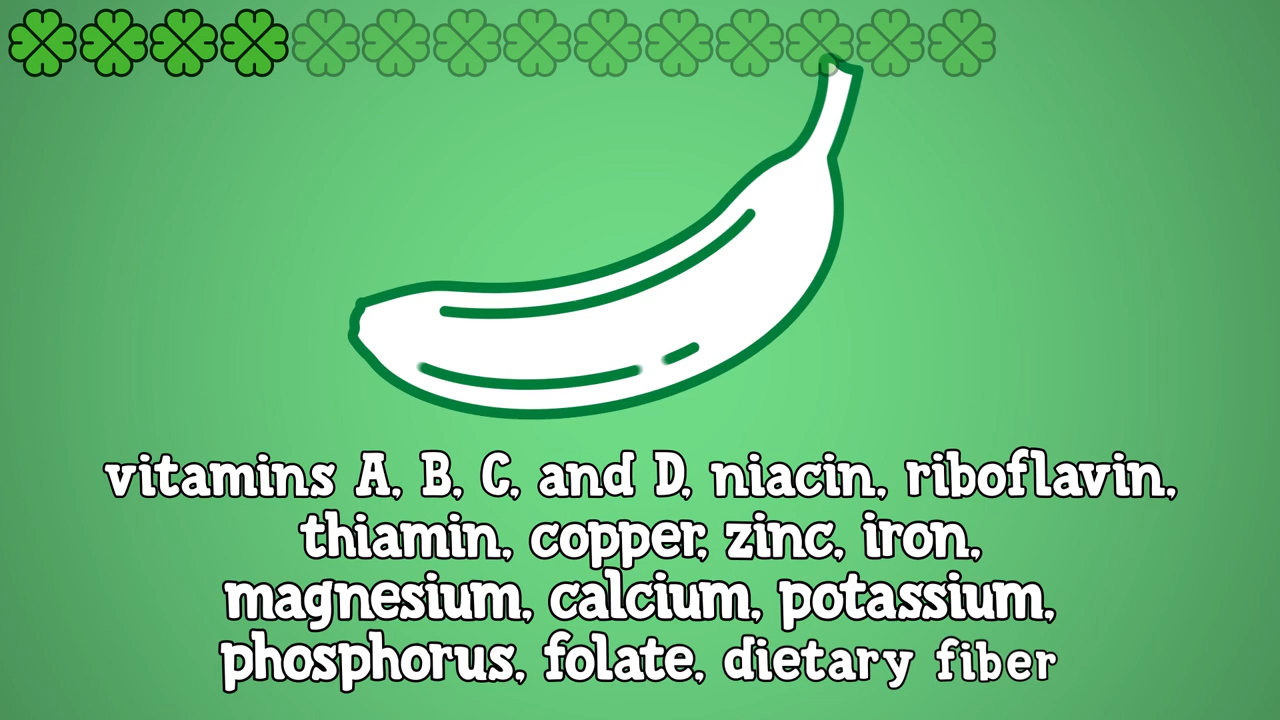 vitamins A, B, C, and D, niacin, riboflavin,
thiamin, copper, zinc, iron,
magnesium, calcium, potassium,
phosphorus, folate, dietary fiber